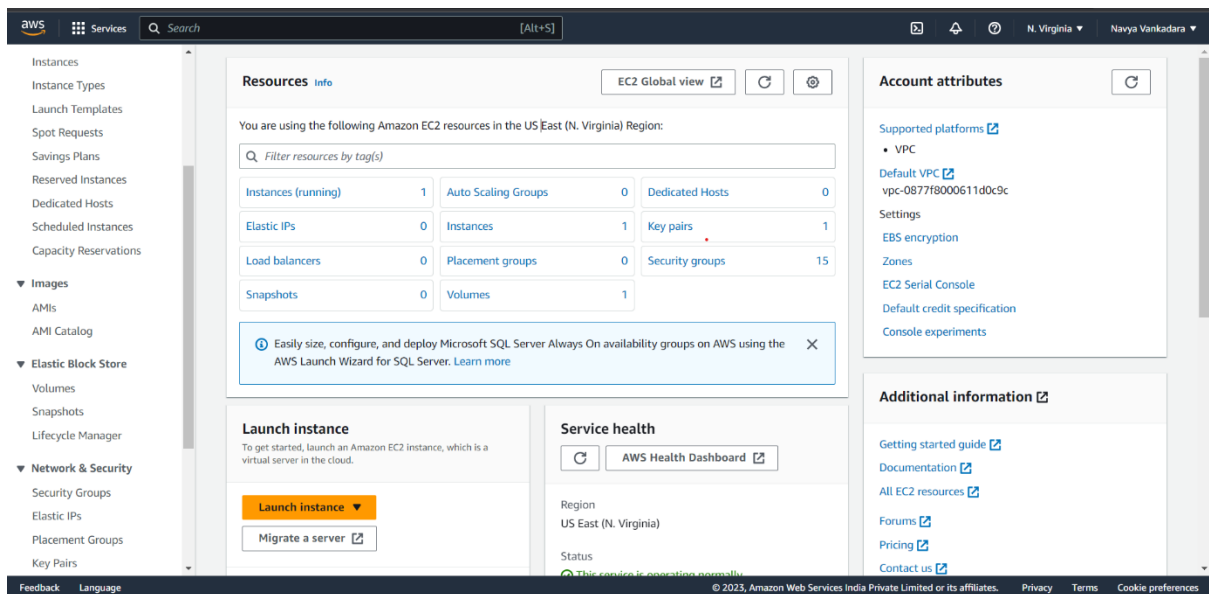 aws
Services
Search
[Alt+S]
N. Virginia
Navya Vankadara
Instances
Instance Types
Launch Templates
Spot Requests
Savings Plans
Reserved Instances
Dedicated Hosts
Scheduled Instances
Capacity Reservations
Images
AMIs
AMI Catalog
Elastic Block Store
Volumes
Snapshots
Lifecycle Manager
Network & Security
Security Groups
Elastic IPs
Placement Groups
Key Pairs
Resources Info
EC2 Global view
You are using the following Amazon EC2 resources in the US East (N. Virginia) Region:
Filter resources by tag(s)
Instances (running) 1
Auto Scaling Groups 0
Dedicated Hosts 0
Elastic IPs 0
Instances 1
Key pairs 1
Load balancers 0
Placement groups 0
Security groups 15
Snapshots 0
Volumes 1
Easily size, configure, and deploy Microsoft SQL Server Always On availability groups on AWS using the
AWS Launch Wizard for SQL Server. Learn more
Launch instance
To get started, launch an Amazon EC2 instance, which is a
virtual server in the cloud.
Launch instance
Migrate a server
Service health
AWS Health Dashboard
Region
US East (N. Virginia)
Status
This service is operating normally
Account attributes
Supported platforms
• VPC
Default VPC
vpc-0877f8000611d0c9c
Settings
EBS encryption
Zones
EC2 Serial Console
Default credit specification
Console experiments
Additional information
Getting started guide
Documentation
All EC2 resources
Forums
Pricing
Contact us
Feedback
Language
© 2023, Amazon Web Services India Private Limited or its affiliates.
Privacy
Terms
Cookie preferences